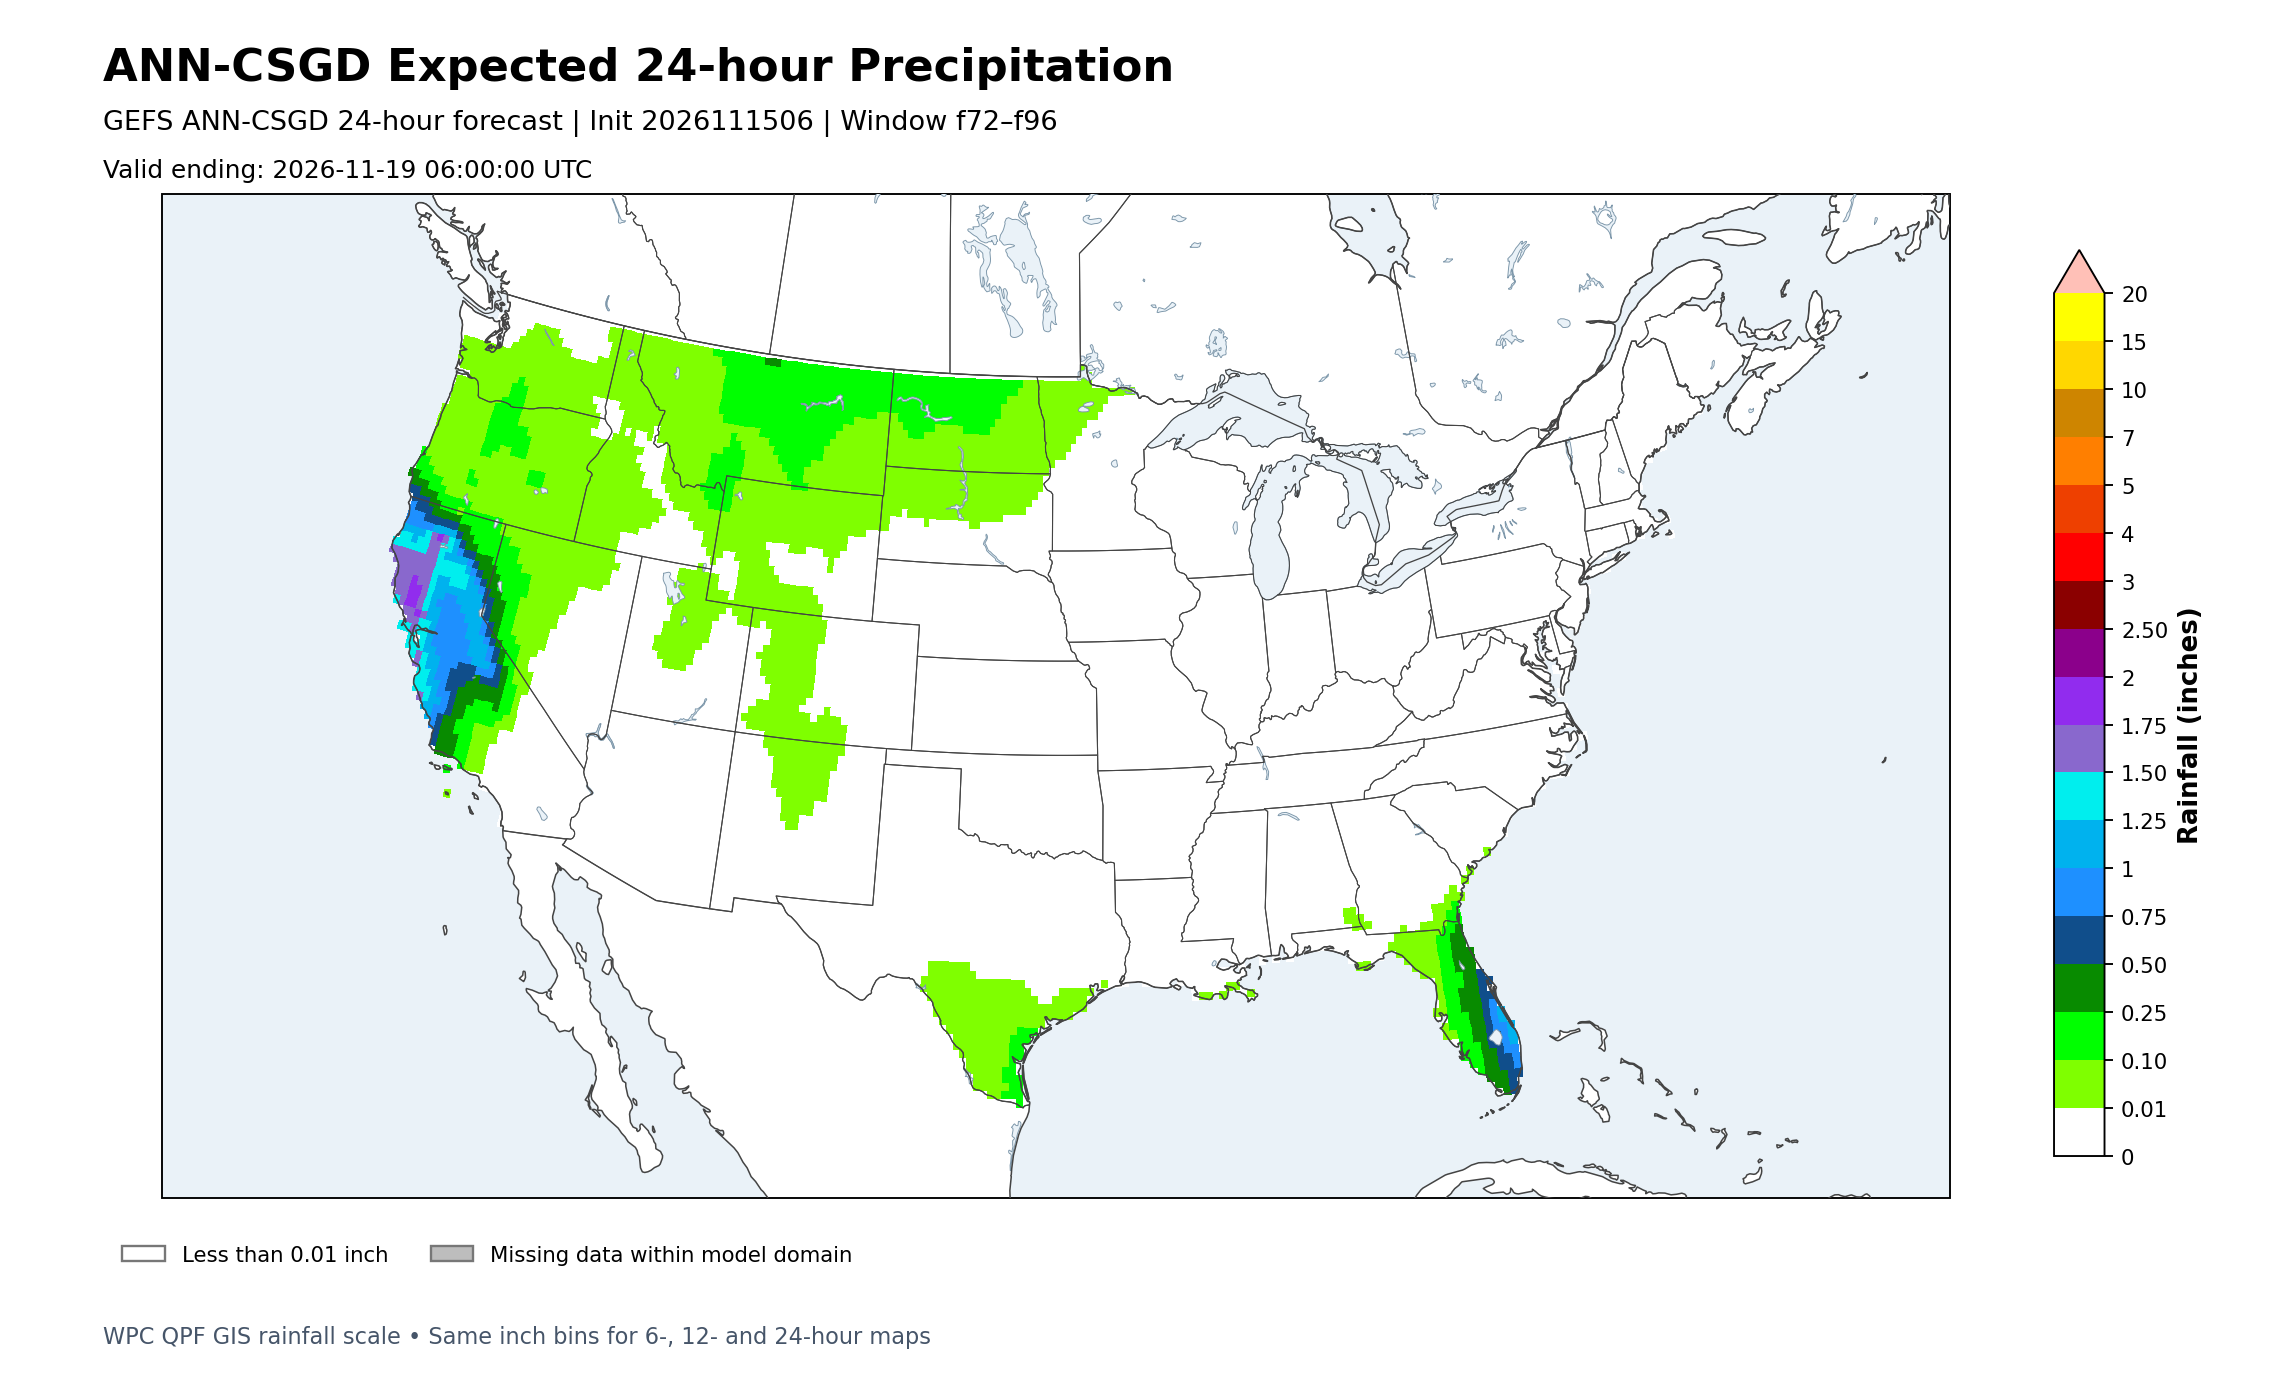 ANN-CSGD Expected 24-hour Precipitation
GEFS ANN-CSGD 24-hour forecast | Init 2026111506 | Window f72–f96
Valid ending: 2026-11-19 06:00:00 UTC
20
15
10
7
5
4
3
2.50
2
1.75
1.50
1.25
1
0.75
0.50
0.25
0.10
0.01
0
Rainfall (inches)
Less than 0.01 inch
Missing data within model domain
WPC QPF GIS rainfall scale • Same inch bins for 6-, 12- and 24-hour maps